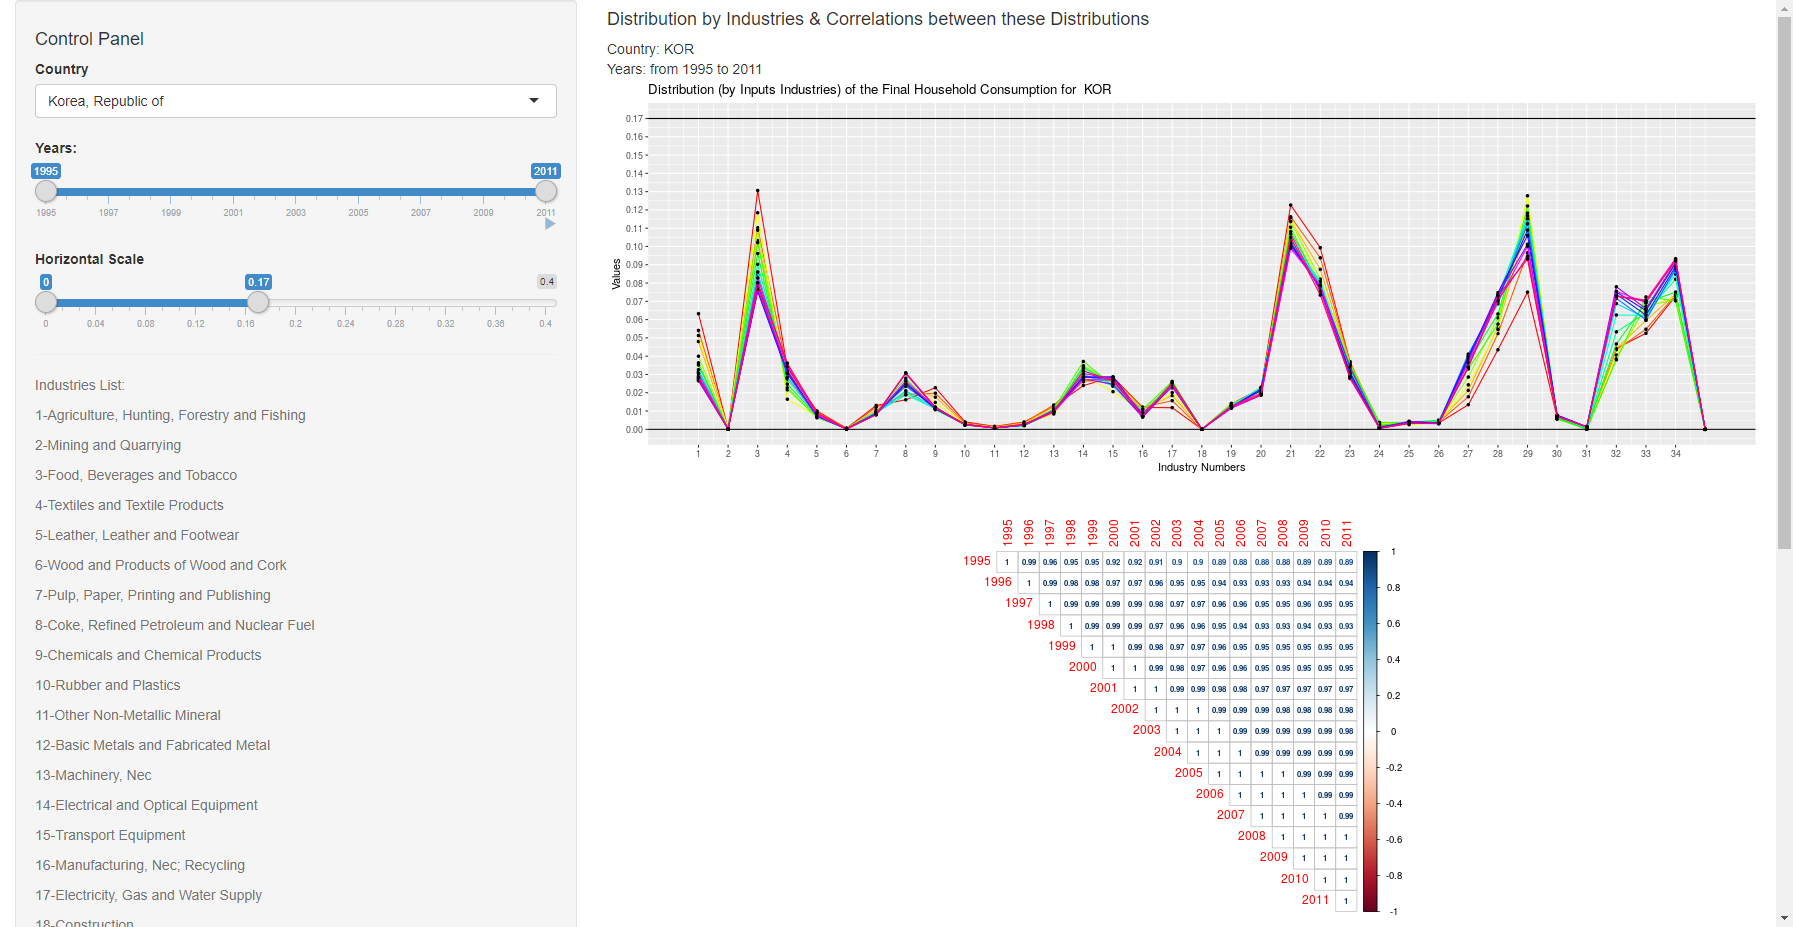 Control Panel
Country
Korea, Republic of
Years:
1995 2011
1995 1997 1999 2001 2003 2005 2007 2009 2011
Horizontal Scale
0 0.17 0.4
0 0.04 0.08 0.12 0.16 0.2 0.24 0.28 0.32 0.36 0.4
Industries List:
1-Agriculture, Hunting, Forestry and Fishing
2-Mining and Quarrying
3-Food, Beverages and Tobacco
4-Textiles and Textile Products
5-Leather, Leather and Footwear
6-Wood and Products of Wood and Cork
7-Pulp, Paper, Printing and Publishing
8-Coke, Refined Petroleum and Nuclear Fuel
9-Chemicals and Chemical Products
10-Rubber and Plastics
11-Other Non-Metallic Mineral
12-Basic Metals and Fabricated Metal
13-Machinery, Nec
14-Electrical and Optical Equipment
15-Transport Equipment
16-Manufacturing, Nec; Recycling
17-Electricity, Gas and Water Supply
18-Construction
Distribution by Industries & Correlations between these Distributions
Country: KOR
Years: from 1995 to 2011
Distribution (by Inputs Industries) of the Final Household Consumption for KOR
0.17
0.16
0.15
0.14
0.13
0.12
0.11
0.10
0.09
0.08
0.07
0.06
0.05
0.04
0.03
0.02
0.01
0.00
Values
1 2 3 4 5 6 7 8 9 10 11 12 13 14 15 16 17 18 19 20 21 22 23 24 25 26 27 28 29 30 31 32 33 34
Industry Numbers
1995 1996 1997 1998 1999 2000 2001 2002 2003 2004 2005 2006 2007 2008 2009 2010 2011
1995 1 0.99 0.96 0.95 0.95 0.92 0.92 0.91 0.9 0.9 0.89 0.88 0.88 0.88 0.89 0.89 0.89
1996 1 0.99 0.98 0.98 0.97 0.97 0.96 0.95 0.95 0.94 0.93 0.93 0.93 0.94 0.94 0.94
1997 1 0.99 0.99 0.99 0.99 0.98 0.97 0.97 0.96 0.96 0.95 0.95 0.96 0.95 0.95
1998 1 0.99 0.99 0.99 0.97 0.96 0.96 0.95 0.94 0.93 0.93 0.94 0.93 0.93
1999 1 1 0.99 0.98 0.97 0.97 0.96 0.95 0.95 0.95 0.95 0.95 0.95
2000 1 1 0.99 0.98 0.97 0.96 0.96 0.95 0.95 0.95 0.95 0.95
2001 1 1 0.99 0.99 0.98 0.98 0.97 0.97 0.97 0.97 0.97
2002 1 1 1 0.99 0.99 0.99 0.98 0.98 0.98 0.98
2003 1 1 1 0.99 0.99 0.99 0.99 0.99 0.98
2004 1 1 1 0.99 0.99 0.99 0.99 0.99
2005 1 1 1 1 0.99 0.99 0.99
2006 1 1 1 1 0.99 0.99
2007 1 1 1 1 0.99
2008 1 1 1 1
2009 1 1 1
2010 1 1
2011 1
1
0.8
0.6
0.4
0.2
0
-0.2
-0.4
-0.6
-0.8
-1